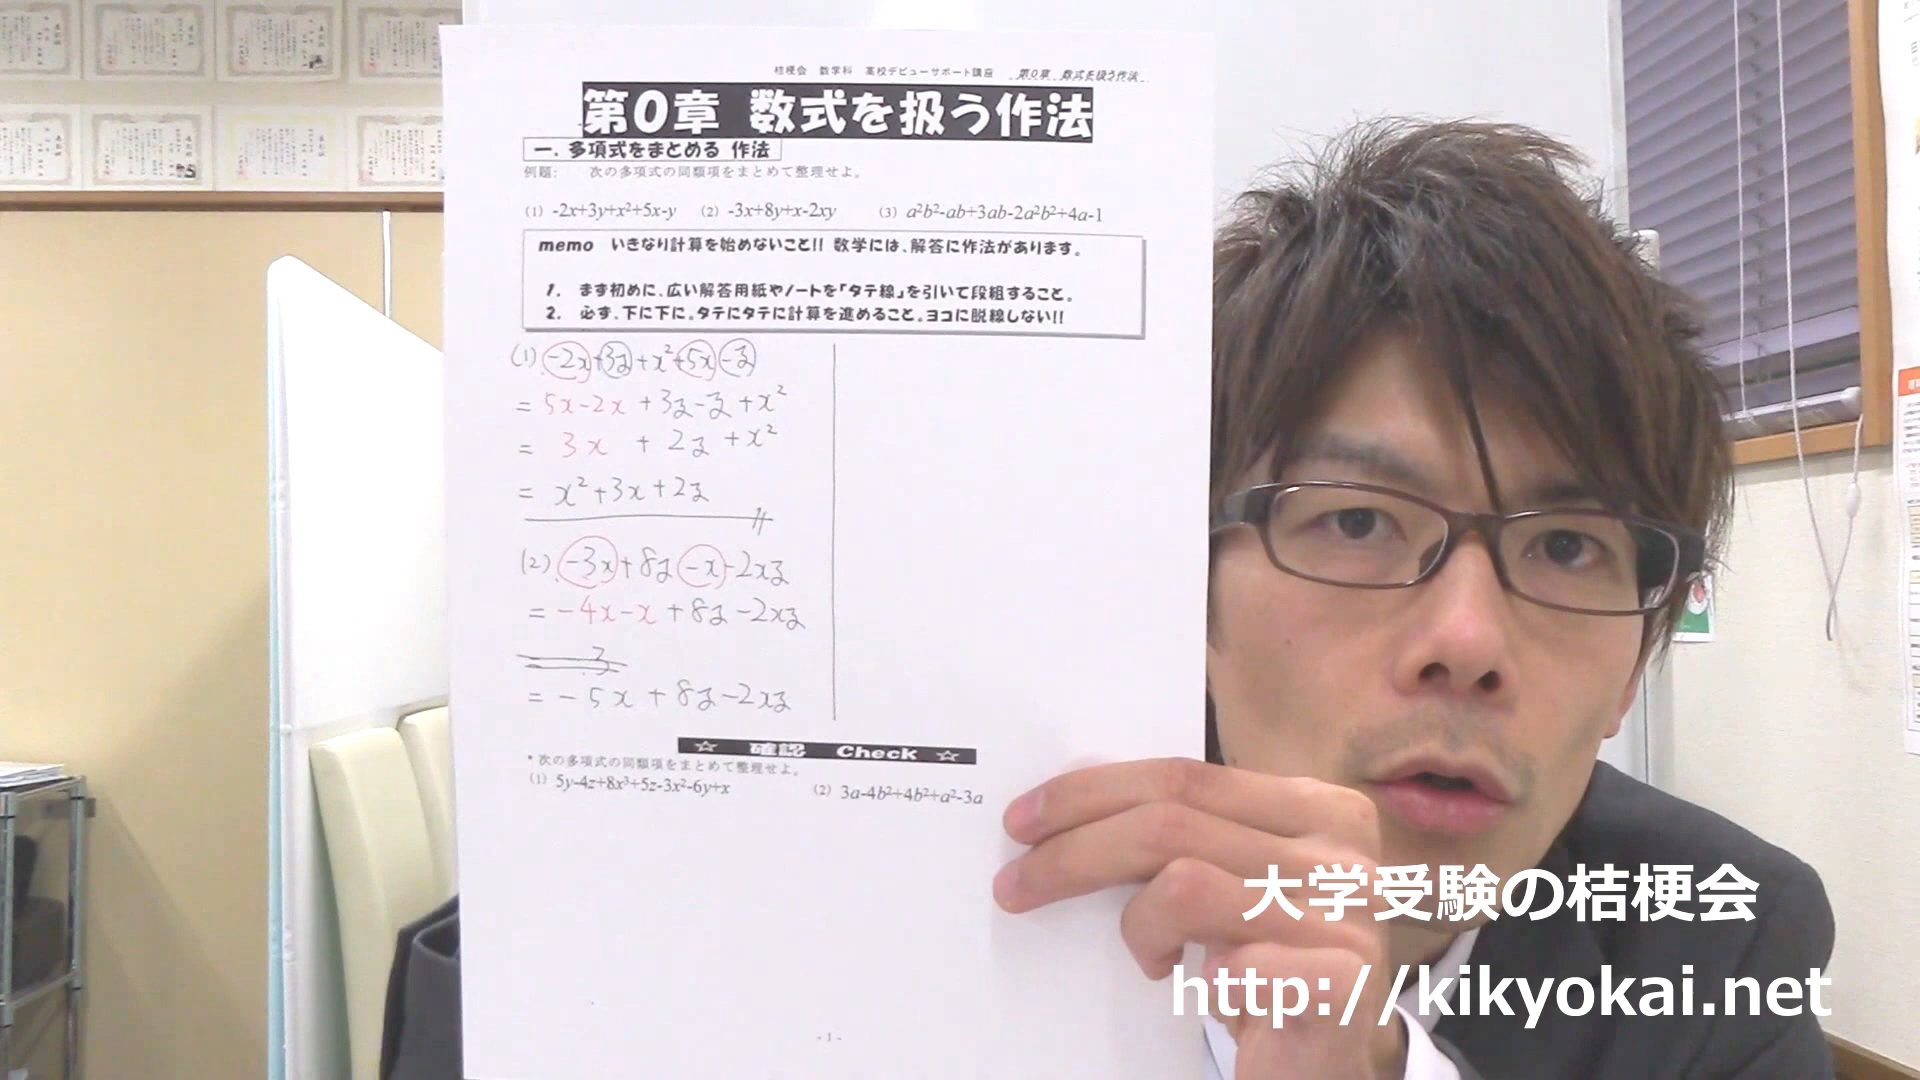 桔梗会 数学科 高校デビューサポート講座 第0章 数式を扱う作法
第0章 数式を扱う作法
一. 多項式をまとめる 作法
例題: 次の多項式の同類項をまとめて整理せよ。
(1) -2x+3y+x²+5x-y (2) -3x+8y+x-2xy (3) a²b²-ab+3ab-2a²b²+4a-1
memo いきなり計算を始めないこと!! 数学には、解答に作法があります。
1. まず初めに、広い解答用紙やノートを「タテ線」を引いて段組すること。
2. 必ず、下に下に。タテにタテに計算を進めること。ヨコに脱線しない!!
(1) -2x+3y+x²+5x-y
= 5x-2x+3y-y+x²
= 3x + 2y + x²
= x²+3x+2y
(2) -3x+8y-x-2xy
= -4x-x+8y-2xy
= -5x+8y-2xy
☆ 確認 Check ☆
* 次の多項式の同類項をまとめて整理せよ。
(1) 5y-4z+8x³+5z-3x²-6y+x (2) 3a-4b²+4b²+a²-3a
- 1 -
大学受験の桔梗会
http://kikyokai.net